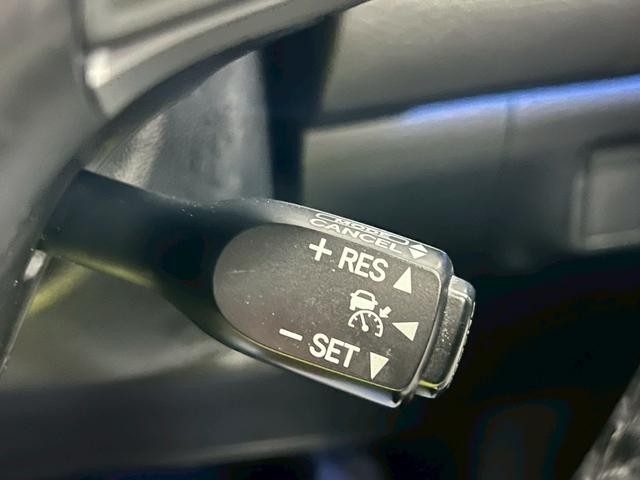 MODE
CANCEL
+ RES
− SET